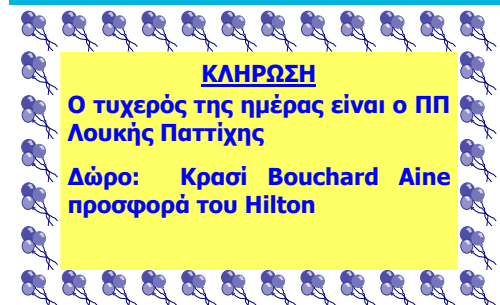 ΚΛΗΡΩΣΗ
Ο τυχερός της ημέρας είναι ο ΠΠ
Λουκής Παττίχης
Δώρο: Κρασί Bouchard Aine
προσφορά του Hilton